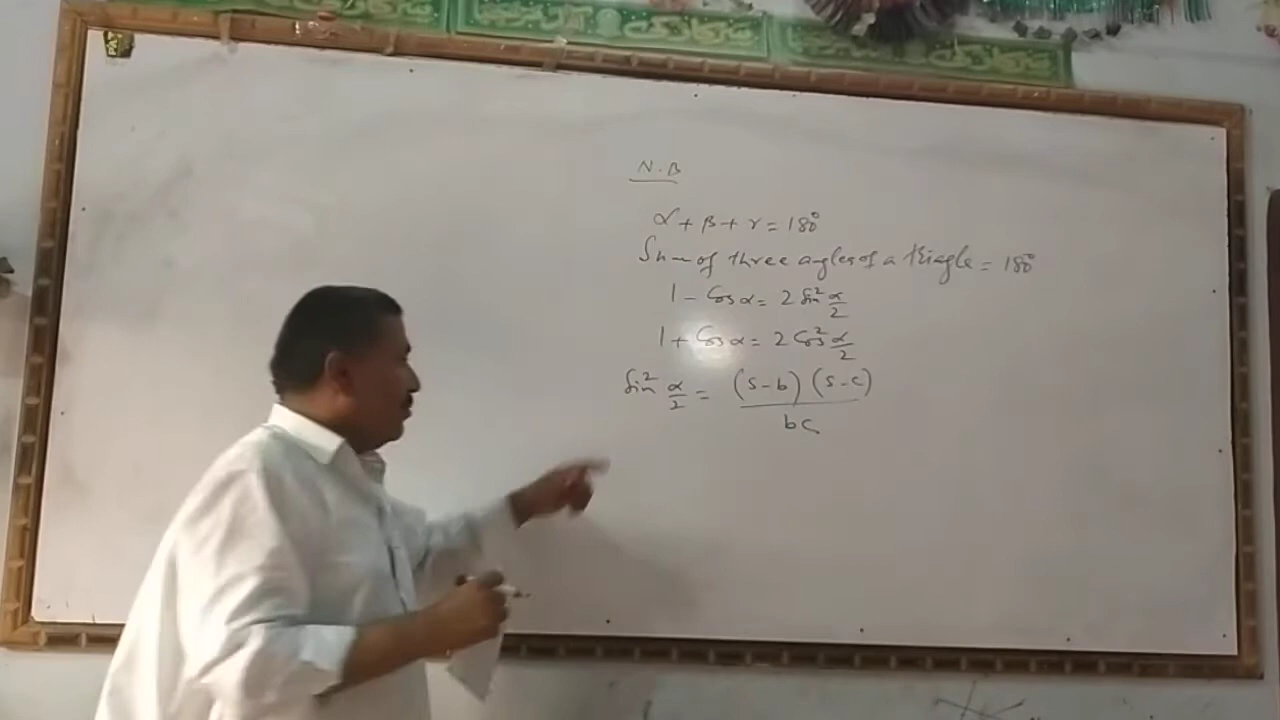 N.B
α + β + γ = 180°
Sum of three angles of a triagle = 180°
1 - Cos α = 2 Sin² α/2
1 + Cos α = 2 Cos² α/2
Sin² α/2 = (s-b) (s-c) / bc